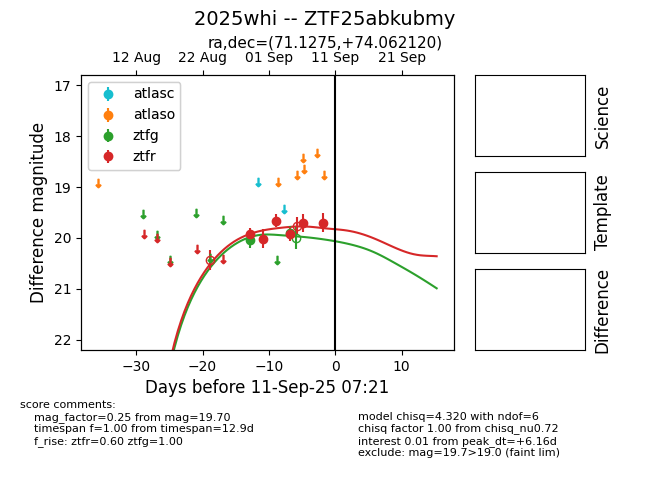 2025whi -- ZTF25abkubmy
ra,dec=(71.1275,+74.062120)
12 Aug 22 Aug 01 Sep 11 Sep 21 Sep
atlasc
atlaso
ztfg
ztfr
17
18
19
20
21
22
Difference magnitude
−30 −20 −10 0 10
Days before 11-Sep-25 07:21
Science
Template
Difference
score comments:
mag_factor=0.25 from mag=19.70
timespan f=1.00 from timespan=12.9d
f_rise: ztfr=0.60 ztfg=1.00
model chisq=4.320 with ndof=6
chisq factor 1.00 from chisq_nu0.72
interest 0.01 from peak_dt=+6.16d
exclude: mag=19.7>19.0 (faint lim)